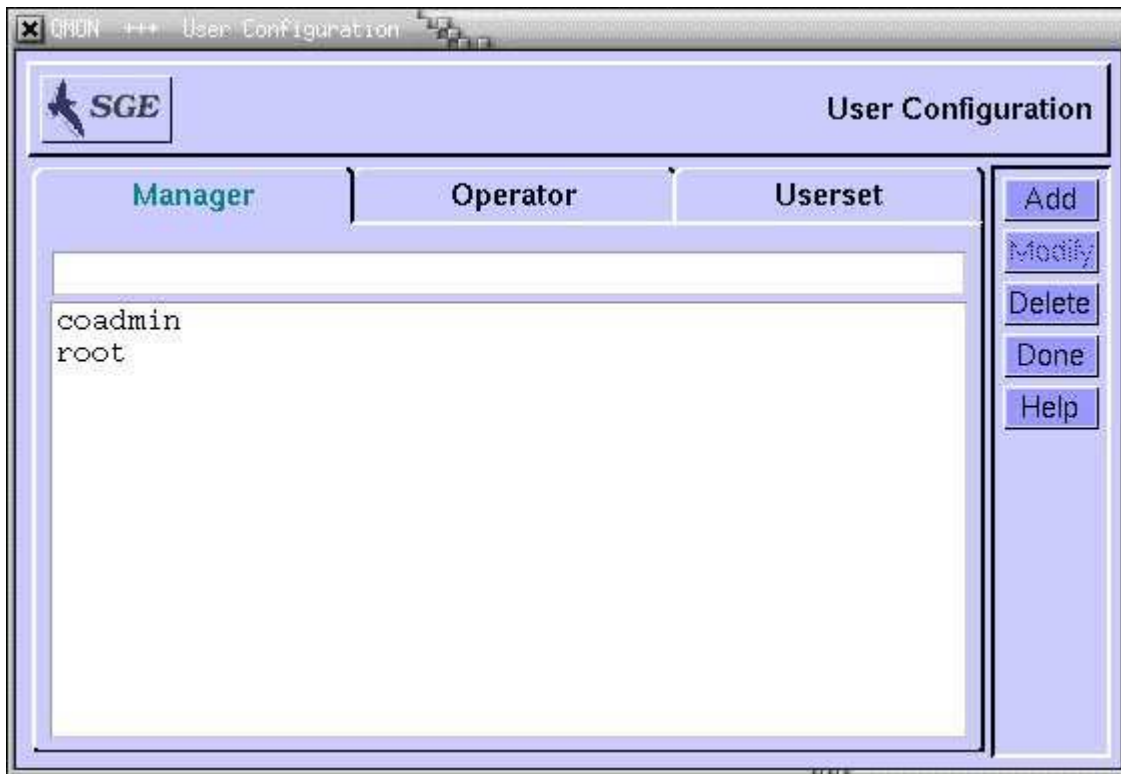 QMON +++ User Configuration
SGE
User Configuration
Manager
Operator
Userset
Add
Modify
Delete
Done
Help
coadmin
root